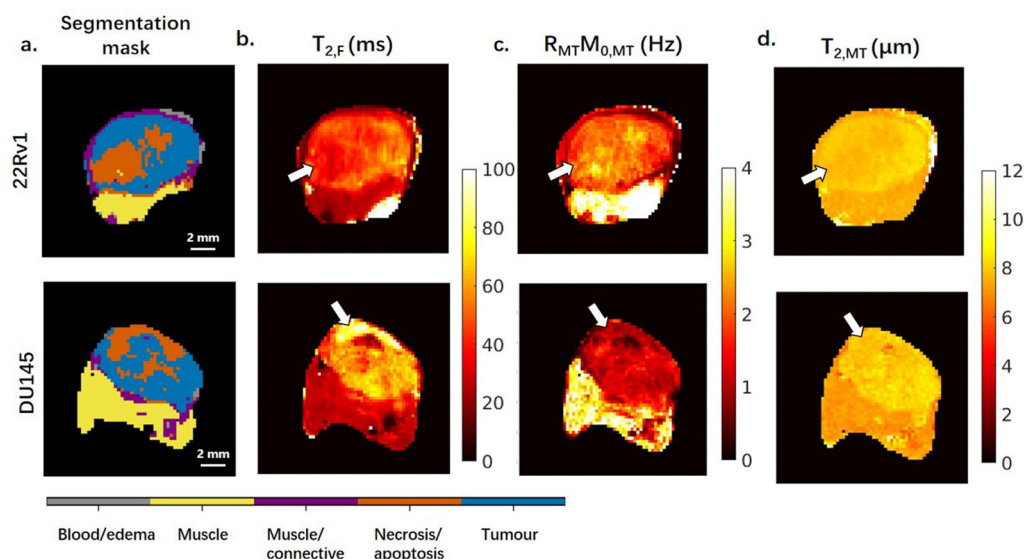 a.
Segmentation
mask
b.
T2,F (ms)
c.
RMTM0,MT (Hz)
d.
T2,MT (μm)
22Rv1
2 mm
100
80
60
40
20
0
4
3
2
1
0
12
10
8
6
4
2
0
DU145
2 mm
Blood/edema
Muscle
Muscle/
connective
Necrosis/
apoptosis
Tumour